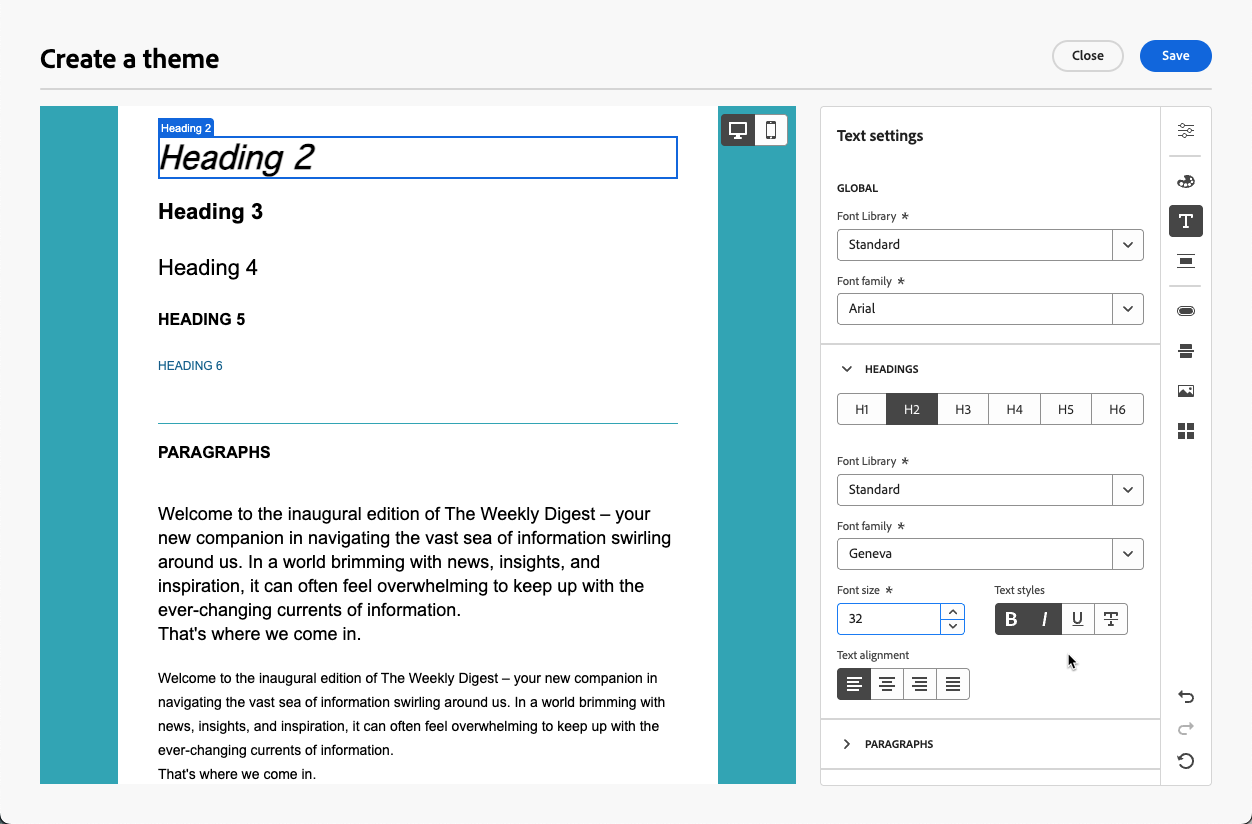 Create a theme
Close
Save
Heading 2
Heading 2
Heading 3
Heading 4
HEADING 5
HEADING 6
PARAGRAPHS
Welcome to the inaugural edition of The Weekly Digest – your
new companion in navigating the vast sea of information swirling
around us. In a world brimming with news, insights, and
inspiration, it can often feel overwhelming to keep up with the
ever-changing currents of information.
That's where we come in.
Welcome to the inaugural edition of The Weekly Digest – your new companion in
navigating the vast sea of information swirling around us. In a world brimming with
news, insights, and inspiration, it can often feel overwhelming to keep up with the
ever-changing currents of information.
That's where we come in.
Text settings
GLOBAL
Font Library *
Standard
Font family *
Arial
HEADINGS
H1 H2 H3 H4 H5 H6
Font Library *
Standard
Font family *
Geneva
Font size * Text styles
32 B I U T
Text alignment
PARAGRAPHS
T